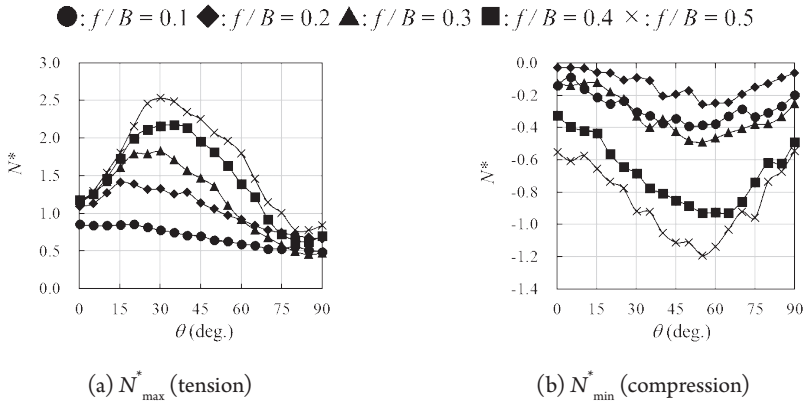 ●: f / B = 0.1 ◆: f / B = 0.2 ▲: f / B = 0.3 ■: f / B = 0.4 ×: f / B = 0.5
3.0
2.5
2.0
1.5
1.0
0.5
0.0
N*
0 15 30 45 60 75 90
θ (deg.)
(a) N*max (tension)
0.0
-0.2
-0.4
-0.6
-0.8
-1.0
-1.2
-1.4
N*
0 15 30 45 60 75 90
θ (deg.)
(b) N*min (compression)